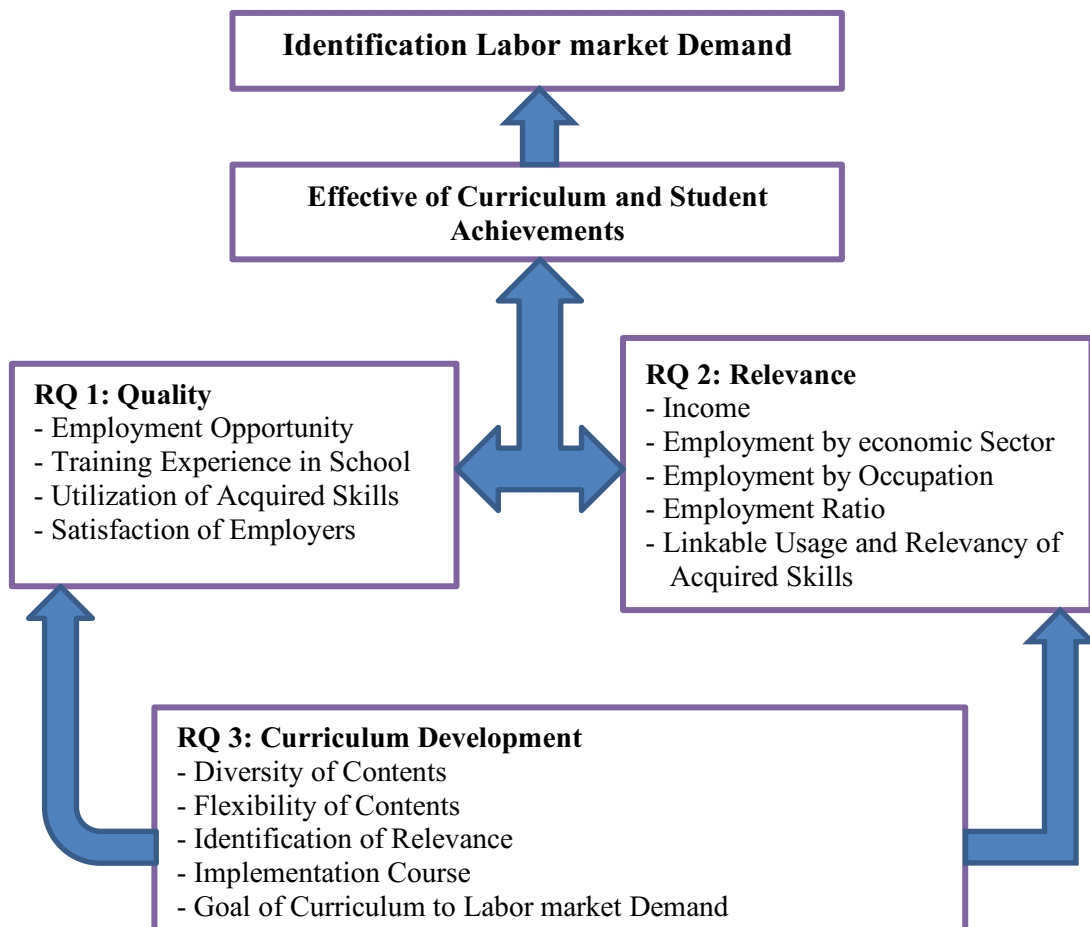 Identification Labor market Demand
Effective of Curriculum and Student
Achievements
RQ 1: Quality
- Employment Opportunity
- Training Experience in School
- Utilization of Acquired Skills
- Satisfaction of Employers
RQ 2: Relevance
- Income
- Employment by economic Sector
- Employment by Occupation
- Employment Ratio
- Linkable Usage and Relevancy of
Acquired Skills
RQ 3: Curriculum Development
- Diversity of Contents
- Flexibility of Contents
- Identification of Relevance
- Implementation Course
- Goal of Curriculum to Labor market Demand